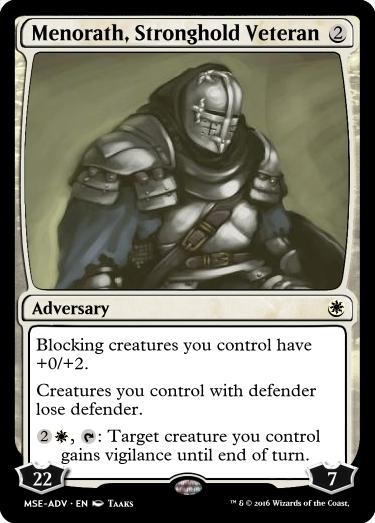 Menorath, Stronghold Veteran 2
Adversary
Blocking creatures you control have
+0/+2.
Creatures you control with defender
lose defender.
2 , : Target creature you control
gains vigilance until end of turn.
22
7
MSE-ADV · EN Taaks
™ & © 2016 Wizards of the Coast,